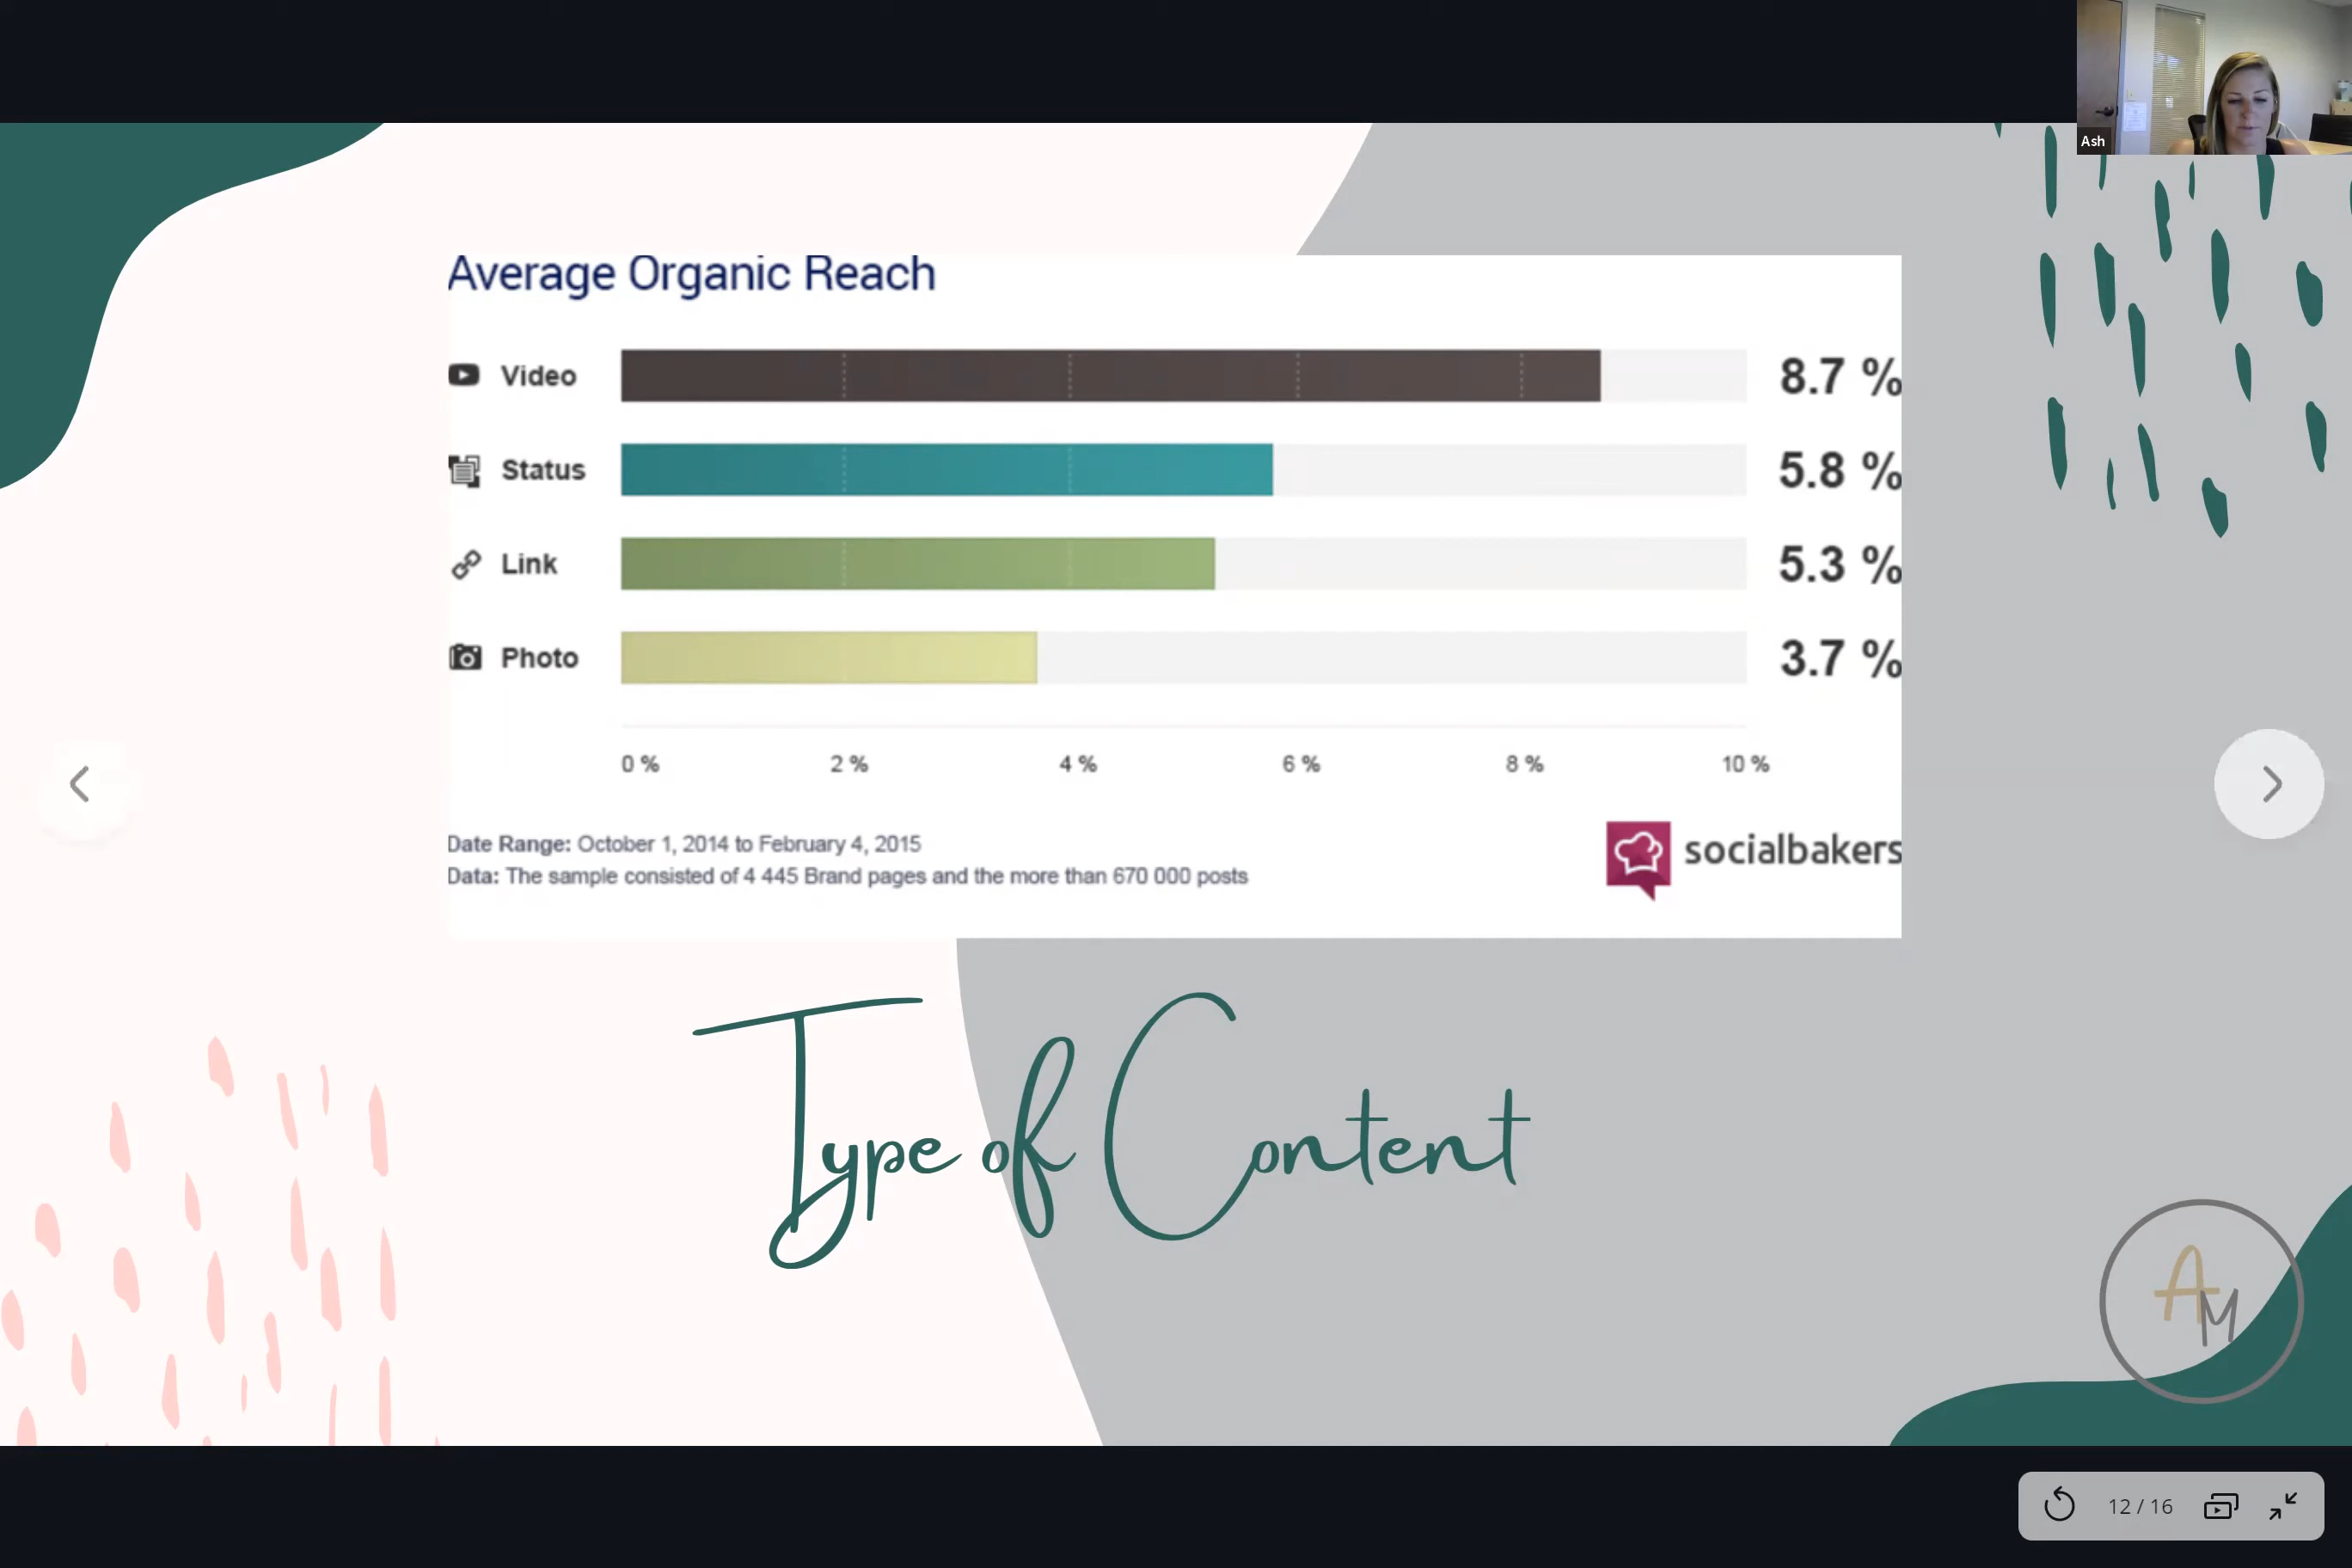 Ash
Average Organic Reach
Video 8.7 %
Status 5.8 %
Link 5.3 %
Photo 3.7 %
0 % 2 % 4 % 6 % 8 % 10 %
Date Range: October 1, 2014 to February 4, 2015
Data: The sample consisted of 4 445 Brand pages and the more than 670 000 posts
socialbakers
Type of Content
AM
12 / 16